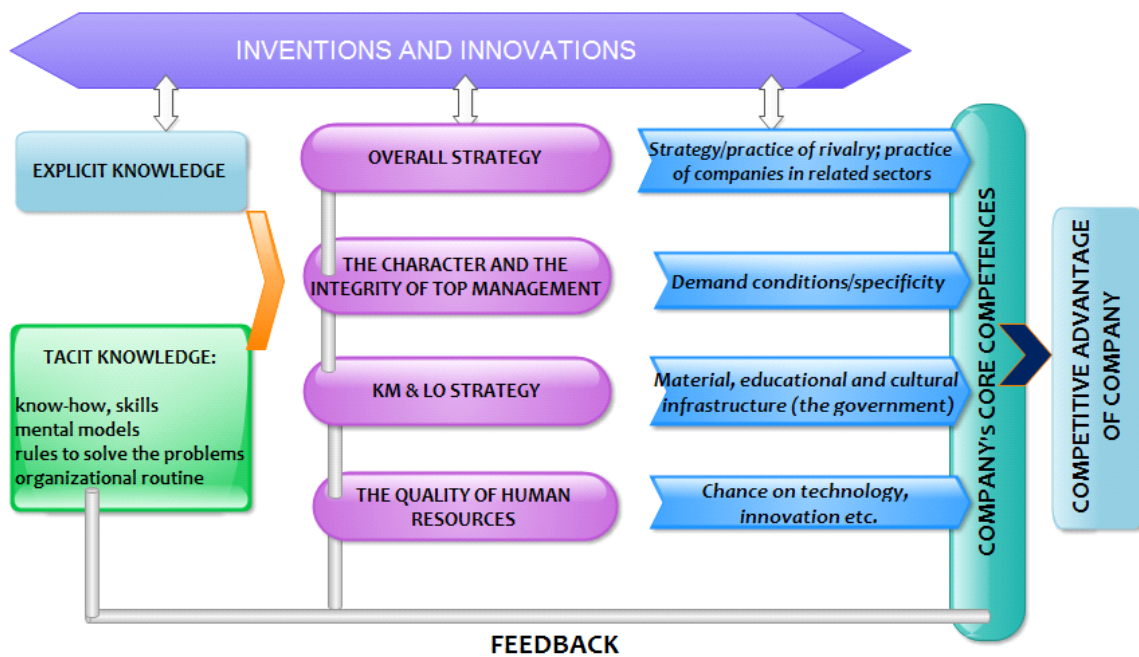 INVENTIONS AND INNOVATIONS
EXPLICIT KNOWLEDGE
TACIT KNOWLEDGE:
know-how, skills
mental models
rules to solve the problems
organizational routine
OVERALL STRATEGY
THE CHARACTER AND THE
INTEGRITY OF TOP MANAGEMENT
KM & LO STRATEGY
THE QUALITY OF HUMAN
RESOURCES
Strategy/practice of rivalry; practice
of companies in related sectors
Demand conditions/specificity
Material, educational and cultural
infrastructure (the government)
Chance on technology,
innovation etc.
COMPANY's CORE COMPETENCES
COMPETITIVE ADVANTAGE
OF COMPANY
FEEDBACK